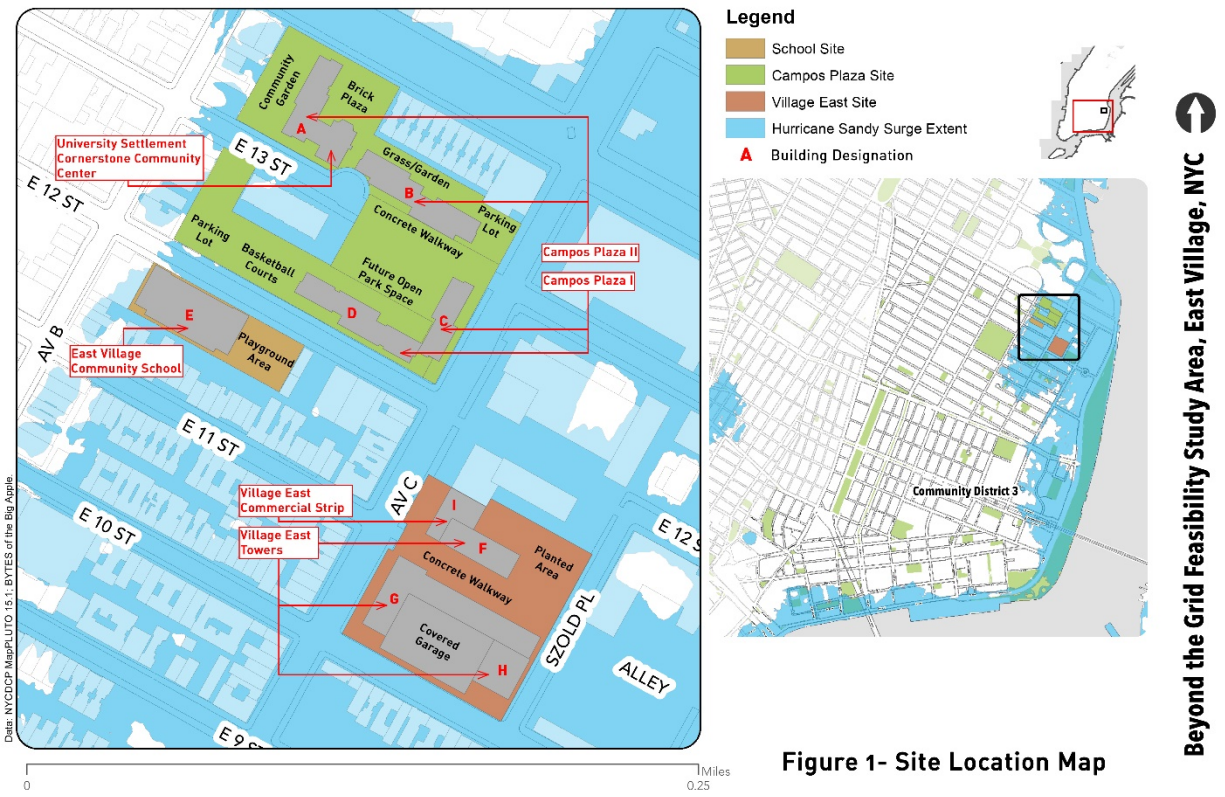 Legend
School Site
Campos Plaza Site
Village East Site
Hurricane Sandy Surge Extent
A Building Designation
Community
Garden
Brick
Plaza
A
University Settlement
Cornerstone Community
Center
E 13 ST
Grass/Garden
B
E 12 ST
Parking
Lot
Concrete Walkway
Parking
Lot
Basketball
Courts
Future Open
Park Space
Campos Plaza II
Campos Plaza I
D
C
E
Playground
Area
AV B
East Village
Community School
E 11 ST
AV C
Village East
Commercial Strip
I
Village East
Towers
F
E 10 ST
Planted
Area
E 12 S
Concrete Walkway
G
Covered
Garage
H
SZOLD PL
ALLEY
E 9 ST
Data: NYCDCP MapPLUTO 15.1; BYTES of the Big Apple.
0
0.25
Miles
Community District 3
Figure 1- Site Location Map
Beyond the Grid Feasibility Study Area, East Village, NYC